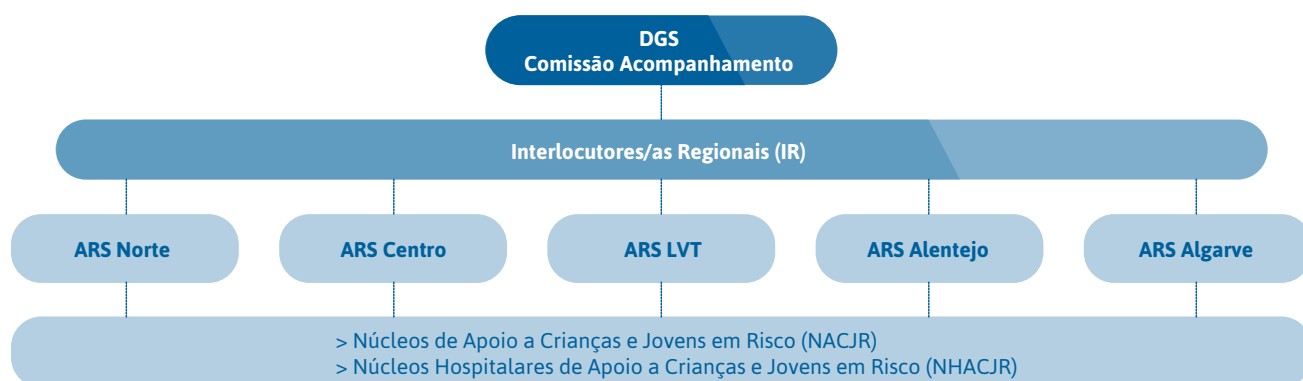 DGS
Comissão Acompanhamento
Interlocutores/as Regionais (IR)
ARS Norte
ARS Centro
ARS LVT
ARS Alentejo
ARS Algarve
> Núcleos de Apoio a Crianças e Jovens em Risco (NACJR)
> Núcleos Hospitalares de Apoio a Crianças e Jovens em Risco (NHACJR)